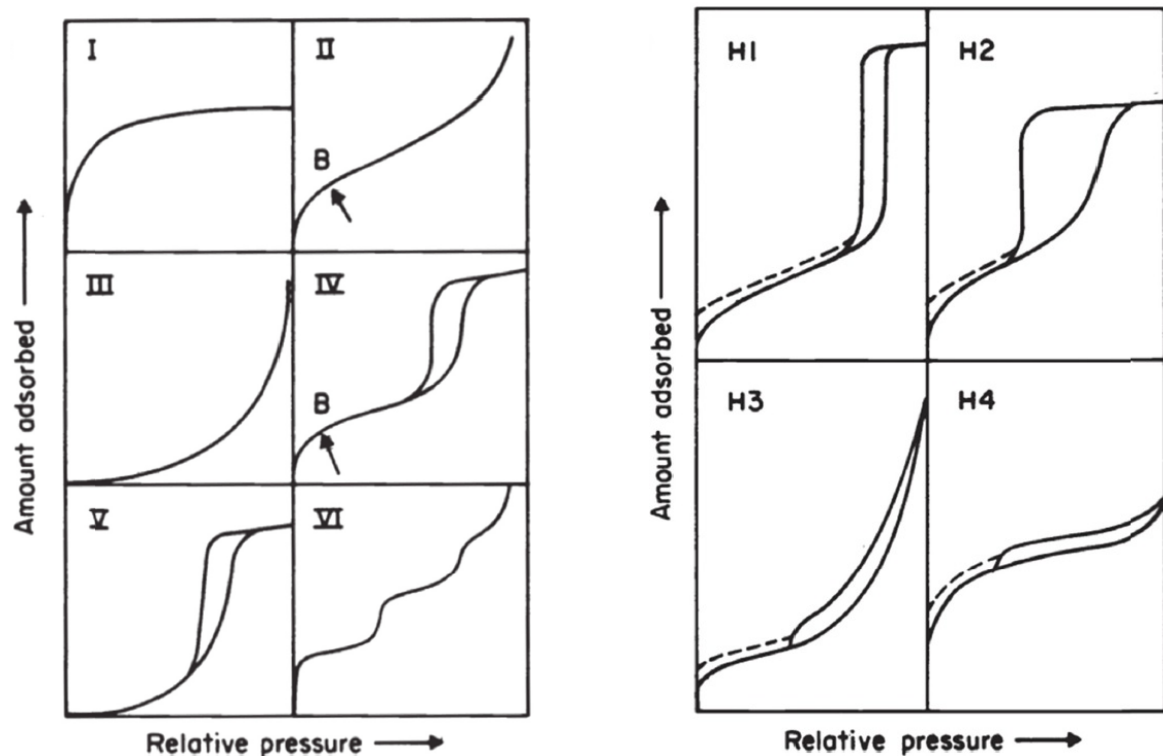 I
II
B
III
IV
B
V
VI
Amount adsorbed
Relative pressure
H1
H2
H3
H4
Amount adsorbed
Relative pressure